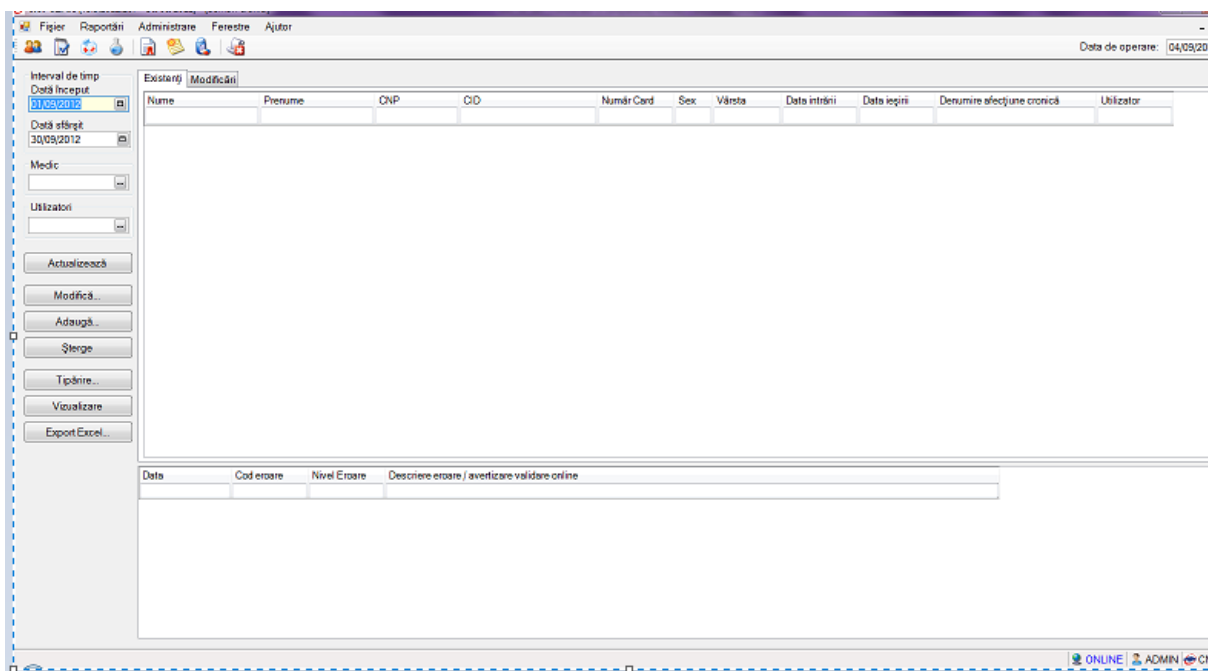 Fișier Raportări Administrare Ferestre Ajutor
Data de operare: 04/09/20
Interval de timp
Dată început
01/09/2012
Dată sfârșit
30/09/2012
Medic
Utilizatori
Actualizează
Modifică...
Adaugă...
Șterge
Tipărire...
Vizualizare
Export Excel...
Existenți Modificări
Nume Prenume CNP CID Număr Card Sex Vârsta Data intrării Data ieșirii Denumire afecțiune cronică Utilizator
Data Cod eroare Nivel Eroare Descriere eroare / avertizare validare online
ONLINE ADMIN